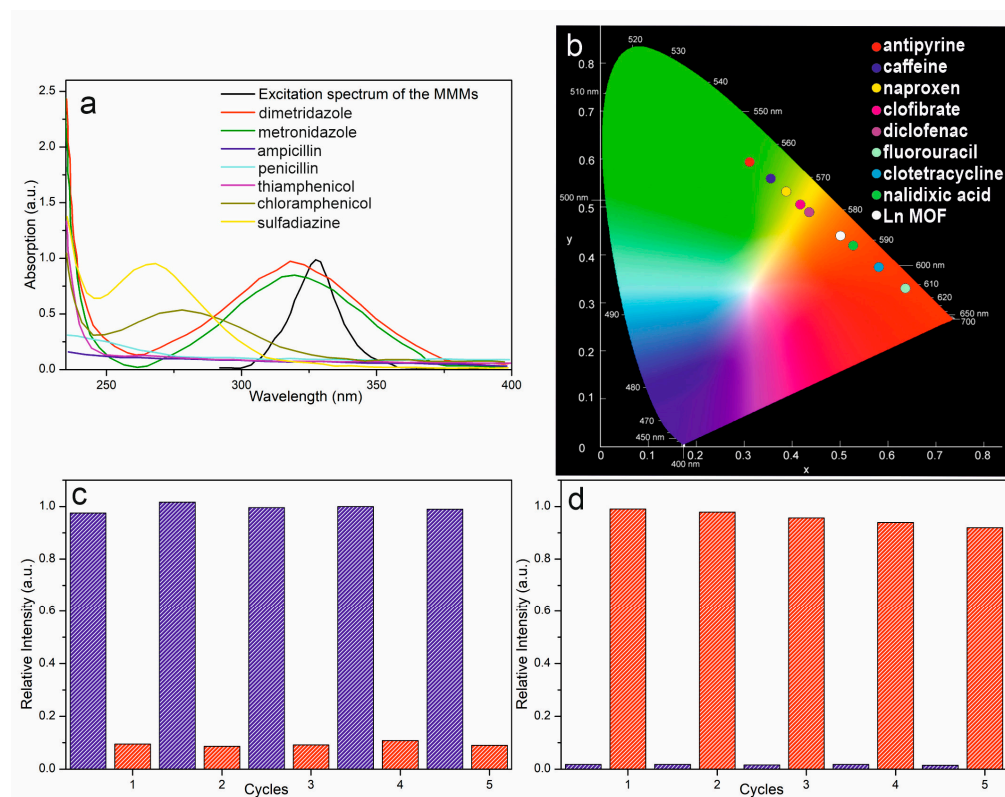 a
2.5
2.0
1.5
1.0
0.5
0.0
Absorption (a.u.)
250
300
350
400
Wavelength (nm)
Excitation spectrum of the MMMs
dimetridazole
metronidazole
ampicillin
penicillin
thiamphenicol
chloramphenicol
sulfadiazine
b
antipyrine
caffeine
naproxen
clofibrate
diclofenac
fluorouracil
clotetracycline
nalidixic acid
Ln MOF
520
530
540
550 nm
560
570
580
590
600 nm
610
620
650 nm
700
510 nm
500 nm
490
480
470
450 nm
400 nm
0.8
0.7
0.6
0.5
y
0.4
0.3
0.2
0.1
0
0
0.1
0.2
0.3
0.4
0.5
0.6
0.7
0.8
x
c
1.0
0.8
0.6
0.4
0.2
0.0
Relative Intensity (a.u.)
1
2
3
4
5
Cycles
d
1.0
0.8
0.6
0.4
0.2
0.0
Relative Intensity (a.u.)
1
2
3
4
5
Cycles